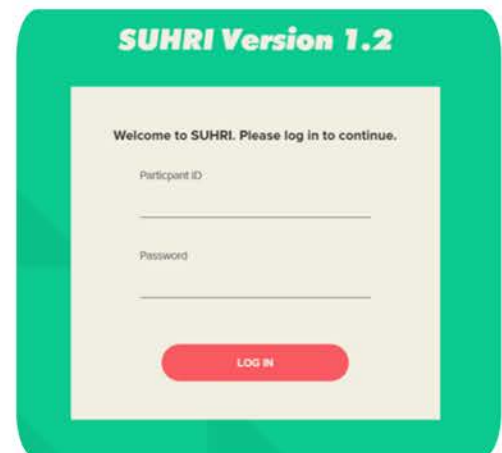 SUHRI Version 1.2
Welcome to SUHRI. Please log in to continue.
Particpant ID
Password
LOG IN